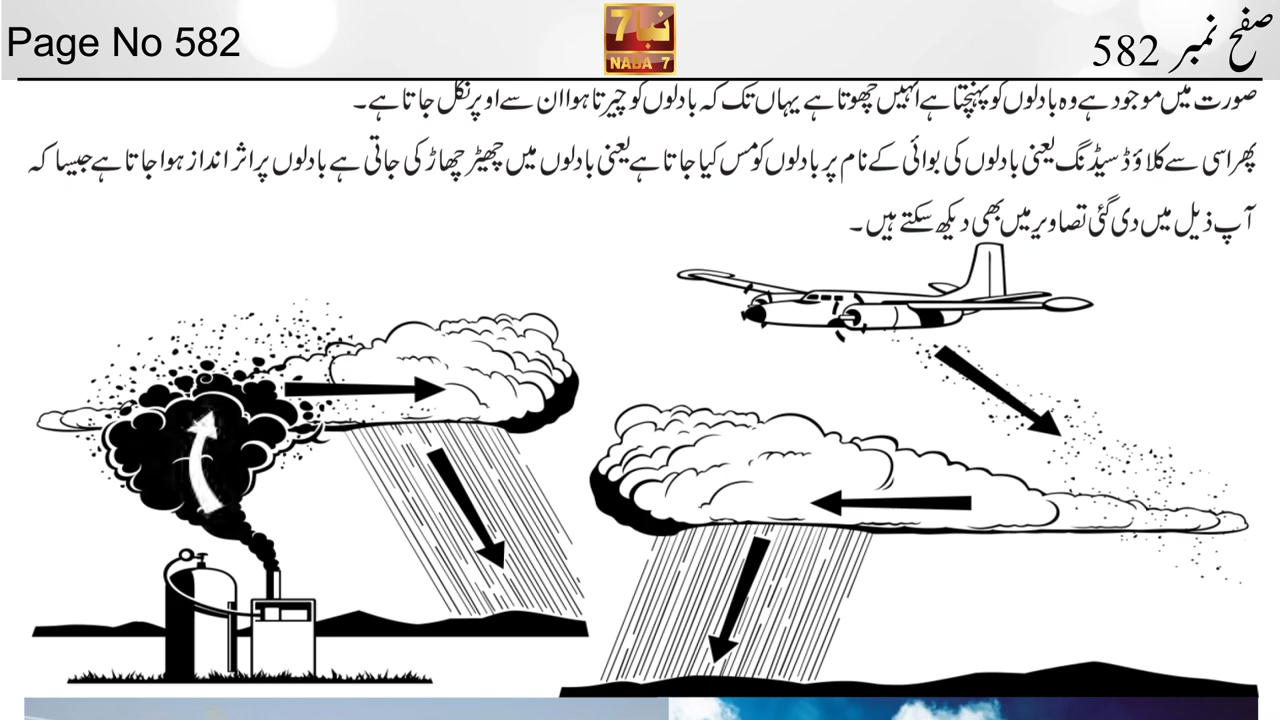 Page No 582
نبا 7
NABA 7
صفحہ نمبر 582
صورت میں موجود ہے وہ بادلوں کو پہنچتا ہے انہیں چھوتا ہے یہاں تک کہ بادلوں کو چیرتا ہوا ان سے اوپر نکل جاتا ہے۔
پھر اسی سے کلاؤڈ سیڈنگ یعنی بادلوں کی بوائی کے نام پر بادلوں کو مس کیا جاتا ہے یعنی بادلوں میں چھیڑ چھاڑ کی جاتی ہے بادلوں پر اثر انداز ہوا جاتا ہے جیسا کہ
آپ ذیل میں دی گئی تصاویر میں بھی دیکھ سکتے ہیں۔